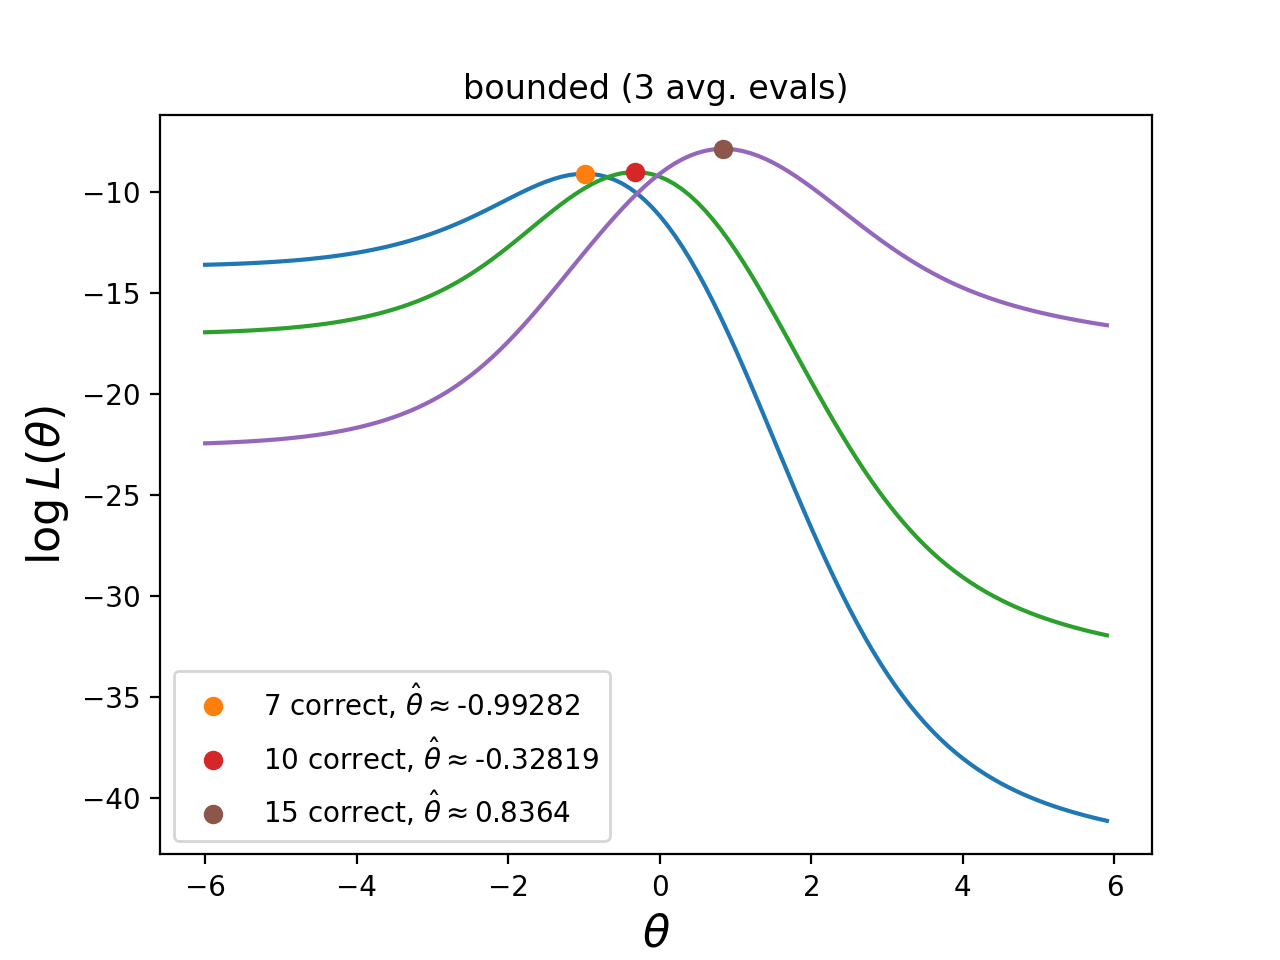 bounded (3 avg. evals)
log L(θ)
−10
−15
−20
−25
−30
−35
−40
7 correct, θ̂ ≈ -0.99282
10 correct, θ̂ ≈ -0.32819
15 correct, θ̂ ≈ 0.8364
−6 −4 −2 0 2 4 6
θ